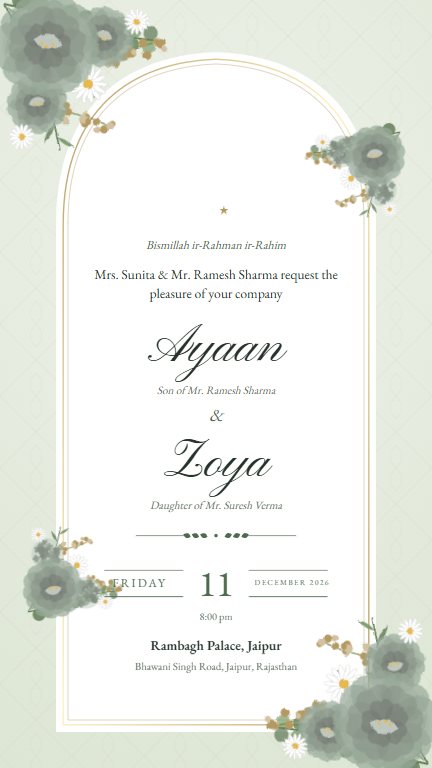 Bismillah ir-Rahman ir-Rahim
Mrs. Sunita & Mr. Ramesh Sharma request the
pleasure of your company
Ayaan
Son of Mr. Ramesh Sharma
&
Zoya
Daughter of Mr. Suresh Verma
FRIDAY 11 DECEMBER 2026
8:00 pm
Rambagh Palace, Jaipur
Bhawani Singh Road, Jaipur, Rajasthan